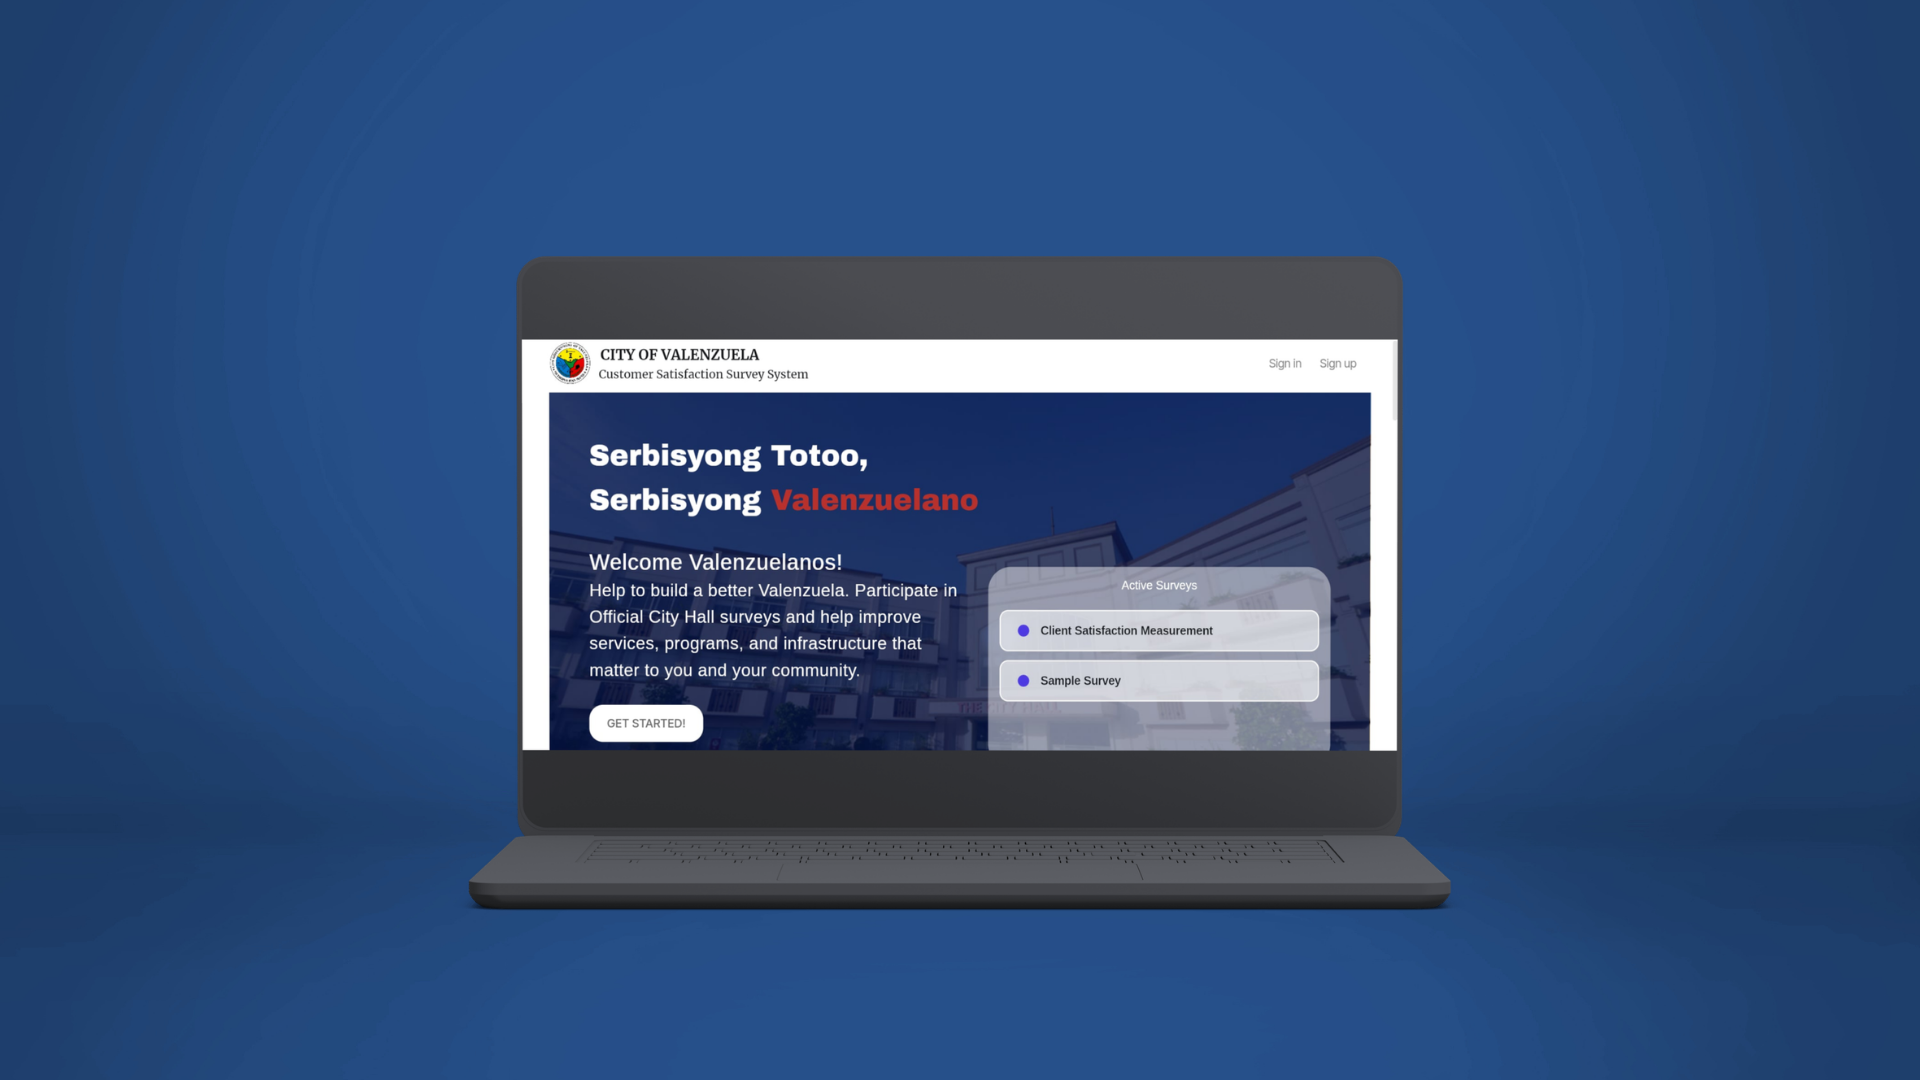 CITY OF VALENZUELA
Customer Satisfaction Survey System
Sign in
Sign up
Serbisyong Totoo,
Serbisyong Valenzuelano
Welcome Valenzuelanos!
Help to build a better Valenzuela. Participate in
Official City Hall surveys and help improve
services, programs, and infrastructure that
matter to you and your community.
GET STARTED!
Active Surveys
Client Satisfaction Measurement
Sample Survey